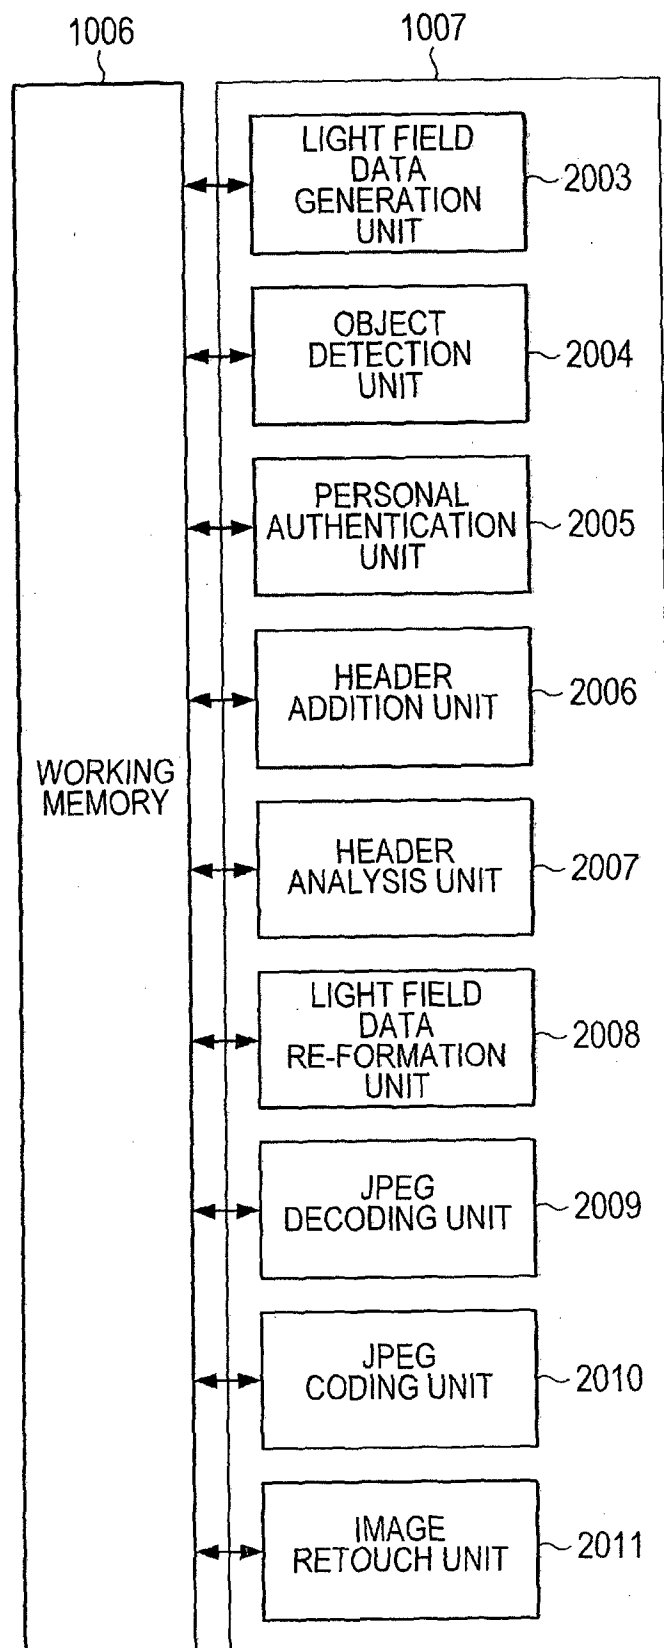 1006
1007
LIGHT FIELD
DATA
GENERATION
UNIT
2003
OBJECT
DETECTION
UNIT
2004
PERSONAL
AUTHENTICATION
UNIT
2005
HEADER
ADDITION UNIT
2006
WORKING
MEMORY
HEADER
ANALYSIS UNIT
2007
LIGHT FIELD
DATA
RE-FORMATION
UNIT
2008
JPEG
DECODING UNIT
2009
JPEG
CODING UNIT
2010
IMAGE
RETOUCH UNIT
2011